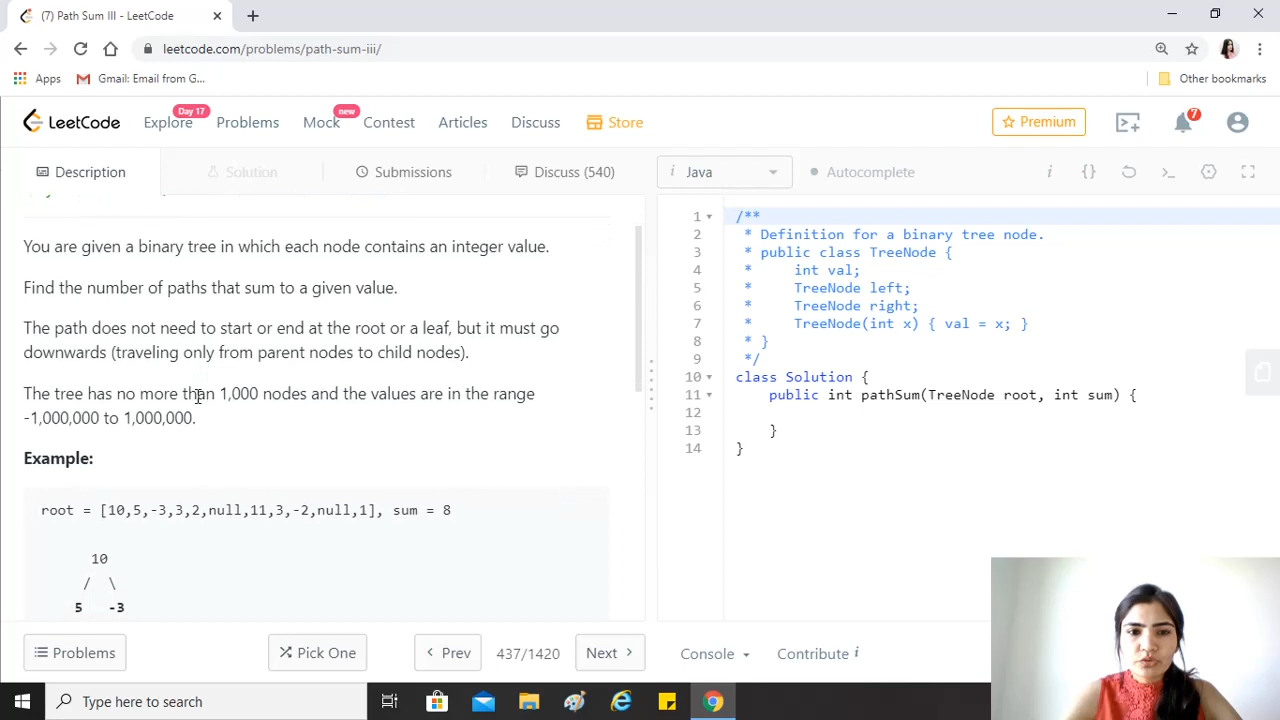 (7) Path Sum III - LeetCode
leetcode.com/problems/path-sum-iii/
Apps
Gmail: Email from G...
Other bookmarks
LeetCode
Explore
Day 17
Problems
Mock
new
Contest
Articles
Discuss
Store
Premium
7
Description
Solution
Submissions
Discuss (540)
i Java
Autocomplete
i {}
You are given a binary tree in which each node contains an integer value.
Find the number of paths that sum to a given value.
The path does not need to start or end at the root or a leaf, but it must go
downwards (traveling only from parent nodes to child nodes).
The tree has no more than 1,000 nodes and the values are in the range
-1,000,000 to 1,000,000.
Example:
root = [10,5,-3,3,2,null,11,3,-2,null,1], sum = 8
10
/ \
5 -3
1 /**
2 * Definition for a binary tree node.
3 * public class TreeNode {
4 * int val;
5 * TreeNode left;
6 * TreeNode right;
7 * TreeNode(int x) { val = x; }
8 * }
9 */
10 class Solution {
11 public int pathSum(TreeNode root, int sum) {
12
13 }
14 }
Problems
Pick One
Prev
437/1420
Next
Console
Contribute i
Type here to search